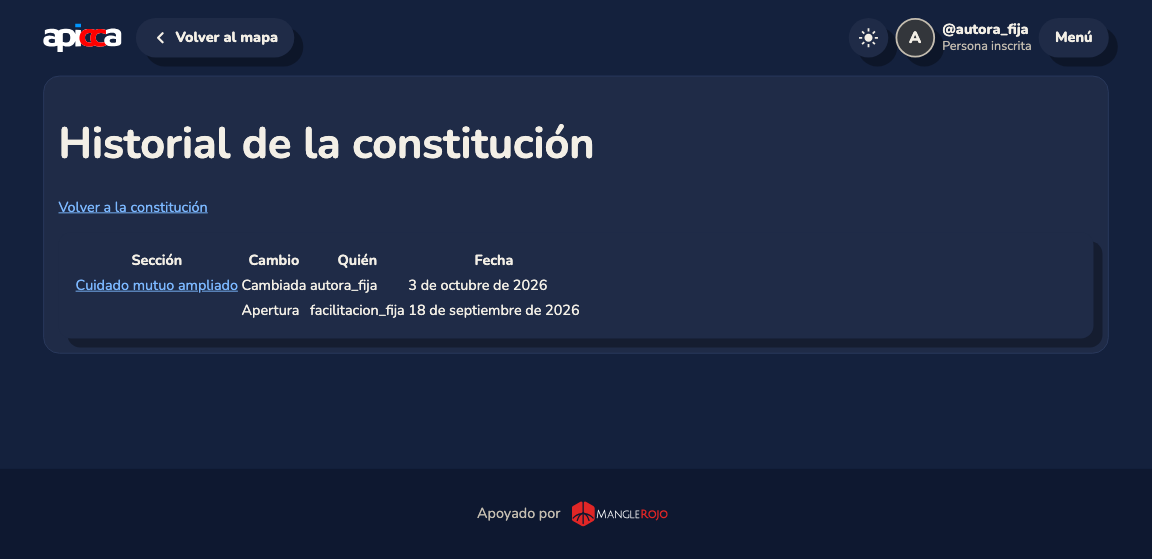 apicca
Volver al mapa
A
@autora_fija
Persona inscrita
Menú
Historial de la constitución
Volver a la constitución
Sección Cambio Quién Fecha
Cuidado mutuo ampliado Cambiada autora_fija 3 de octubre de 2026
Apertura facilitacion_fija 18 de septiembre de 2026
Apoyado por MANGLEROJO